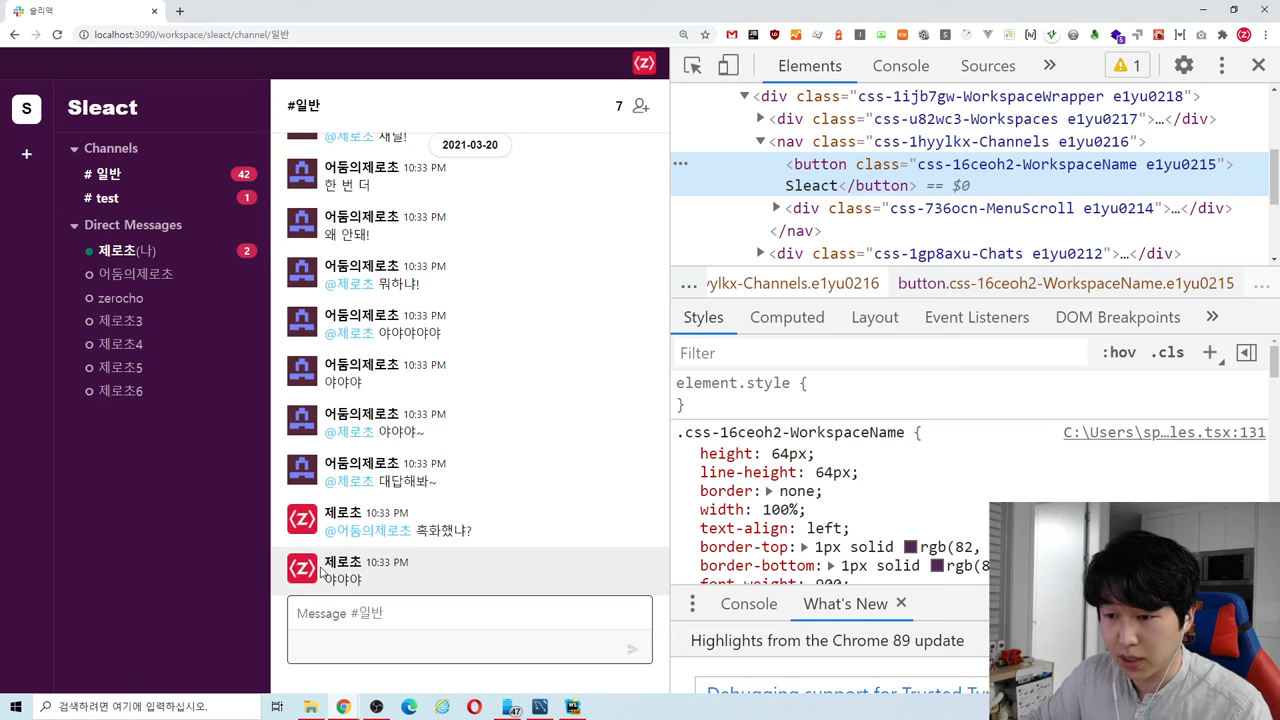 슬리액
localhost:3090/workspace/sleact/channel/일반
S
Sleact
Channels
# 일반 42
# test 1
Direct Messages
제로초(나) 2
어둠의제로초
zerocho
제로초3
제로초4
제로초5
제로초6
#일반 7
@제로초 새털!
2021-03-20
어둠의제로초 10:33 PM
한 번 더
어둠의제로초 10:33 PM
왜 안돼!
어둠의제로초 10:33 PM
@제로초 뭐하냐!
어둠의제로초 10:33 PM
@제로초 야야야야야
어둠의제로초 10:33 PM
야야야
어둠의제로초 10:33 PM
@제로초 야야야~
어둠의제로초 10:33 PM
@제로초 대답해봐~
제로초 10:33 PM
@어둠의제로초 흑화했냐?
제로초 10:33 PM
야야야
Message #일반
Elements Console Sources 1
<div class="css-1ijb7gw-WorkspaceWrapper e1yu0218">
<div class="css-u82wc3-Workspaces e1yu0217">…</div>
<nav class="css-1hyylkx-Channels e1yu0216">
<button class="css-16ceoh2-WorkspaceName e1yu0215">
Sleact</button> == $0
<div class="css-736ocn-MenuScroll e1yu0214">…</div>
</nav>
<div class="css-1gp8axu-Chats e1yu0212">…</div>
… yylkx-Channels.e1yu0216 button.css-16ceoh2-WorkspaceName.e1yu0215 …
Styles Computed Layout Event Listeners DOM Breakpoints
Filter :hov .cls
element.style {
}
.css-16ceoh2-WorkspaceName { C:\Users\sp…les.tsx:131
height: 64px;
line-height: 64px;
border: none;
width: 100%;
text-align: left;
border-top: 1px solid rgb(82,
border-bottom: 1px solid rgb(8
font-weight: 900;
Console What's New
Highlights from the Chrome 89 update
Debugging support for Trusted Ty
검색하려면 여기에 입력하십시오.
47